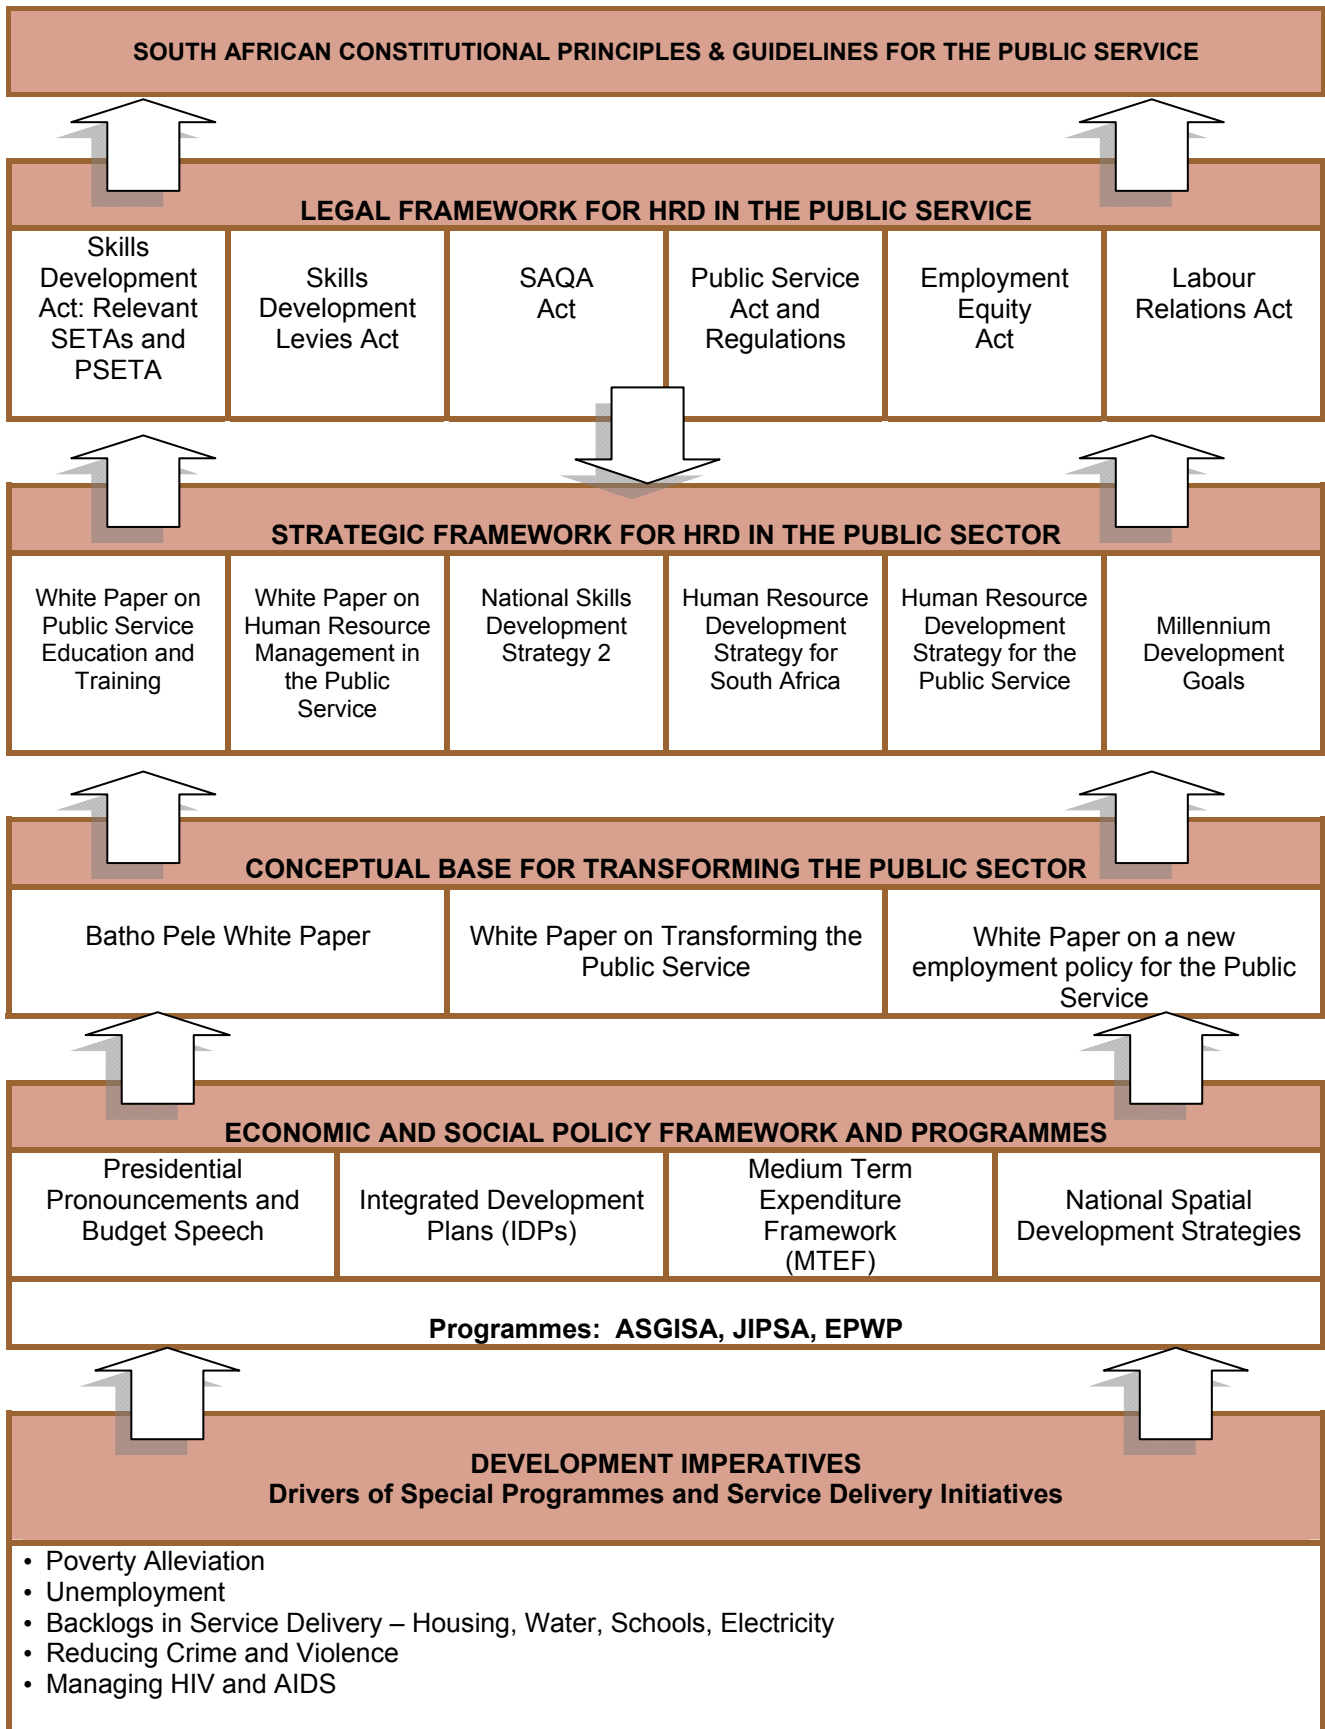 SOUTH AFRICAN CONSTITUTIONAL PRINCIPLES & GUIDELINES FOR THE PUBLIC SERVICE
LEGAL FRAMEWORK FOR HRD IN THE PUBLIC SERVICE
Skills
Development
Act: Relevant
SETAs and
PSETA
Skills
Development
Levies Act
SAQA
Act
Public Service
Act and
Regulations
Employment
Equity
Act
Labour
Relations Act
STRATEGIC FRAMEWORK FOR HRD IN THE PUBLIC SECTOR
White Paper on
Public Service
Education and
Training
White Paper on
Human Resource
Management in
the Public
Service
National Skills
Development
Strategy 2
Human Resource
Development
Strategy for
South Africa
Human Resource
Development
Strategy for the
Public Service
Millennium
Development
Goals
CONCEPTUAL BASE FOR TRANSFORMING THE PUBLIC SECTOR
Batho Pele White Paper
White Paper on Transforming the
Public Service
White Paper on a new
employment policy for the Public
Service
ECONOMIC AND SOCIAL POLICY FRAMEWORK AND PROGRAMMES
Presidential
Pronouncements and
Budget Speech
Integrated Development
Plans (IDPs)
Medium Term
Expenditure
Framework
(MTEF)
National Spatial
Development Strategies
Programmes:  ASGISA, JIPSA, EPWP
DEVELOPMENT IMPERATIVES
Drivers of Special Programmes and Service Delivery Initiatives
• Poverty Alleviation
• Unemployment
• Backlogs in Service Delivery – Housing, Water, Schools, Electricity
• Reducing Crime and Violence
• Managing HIV and AIDS